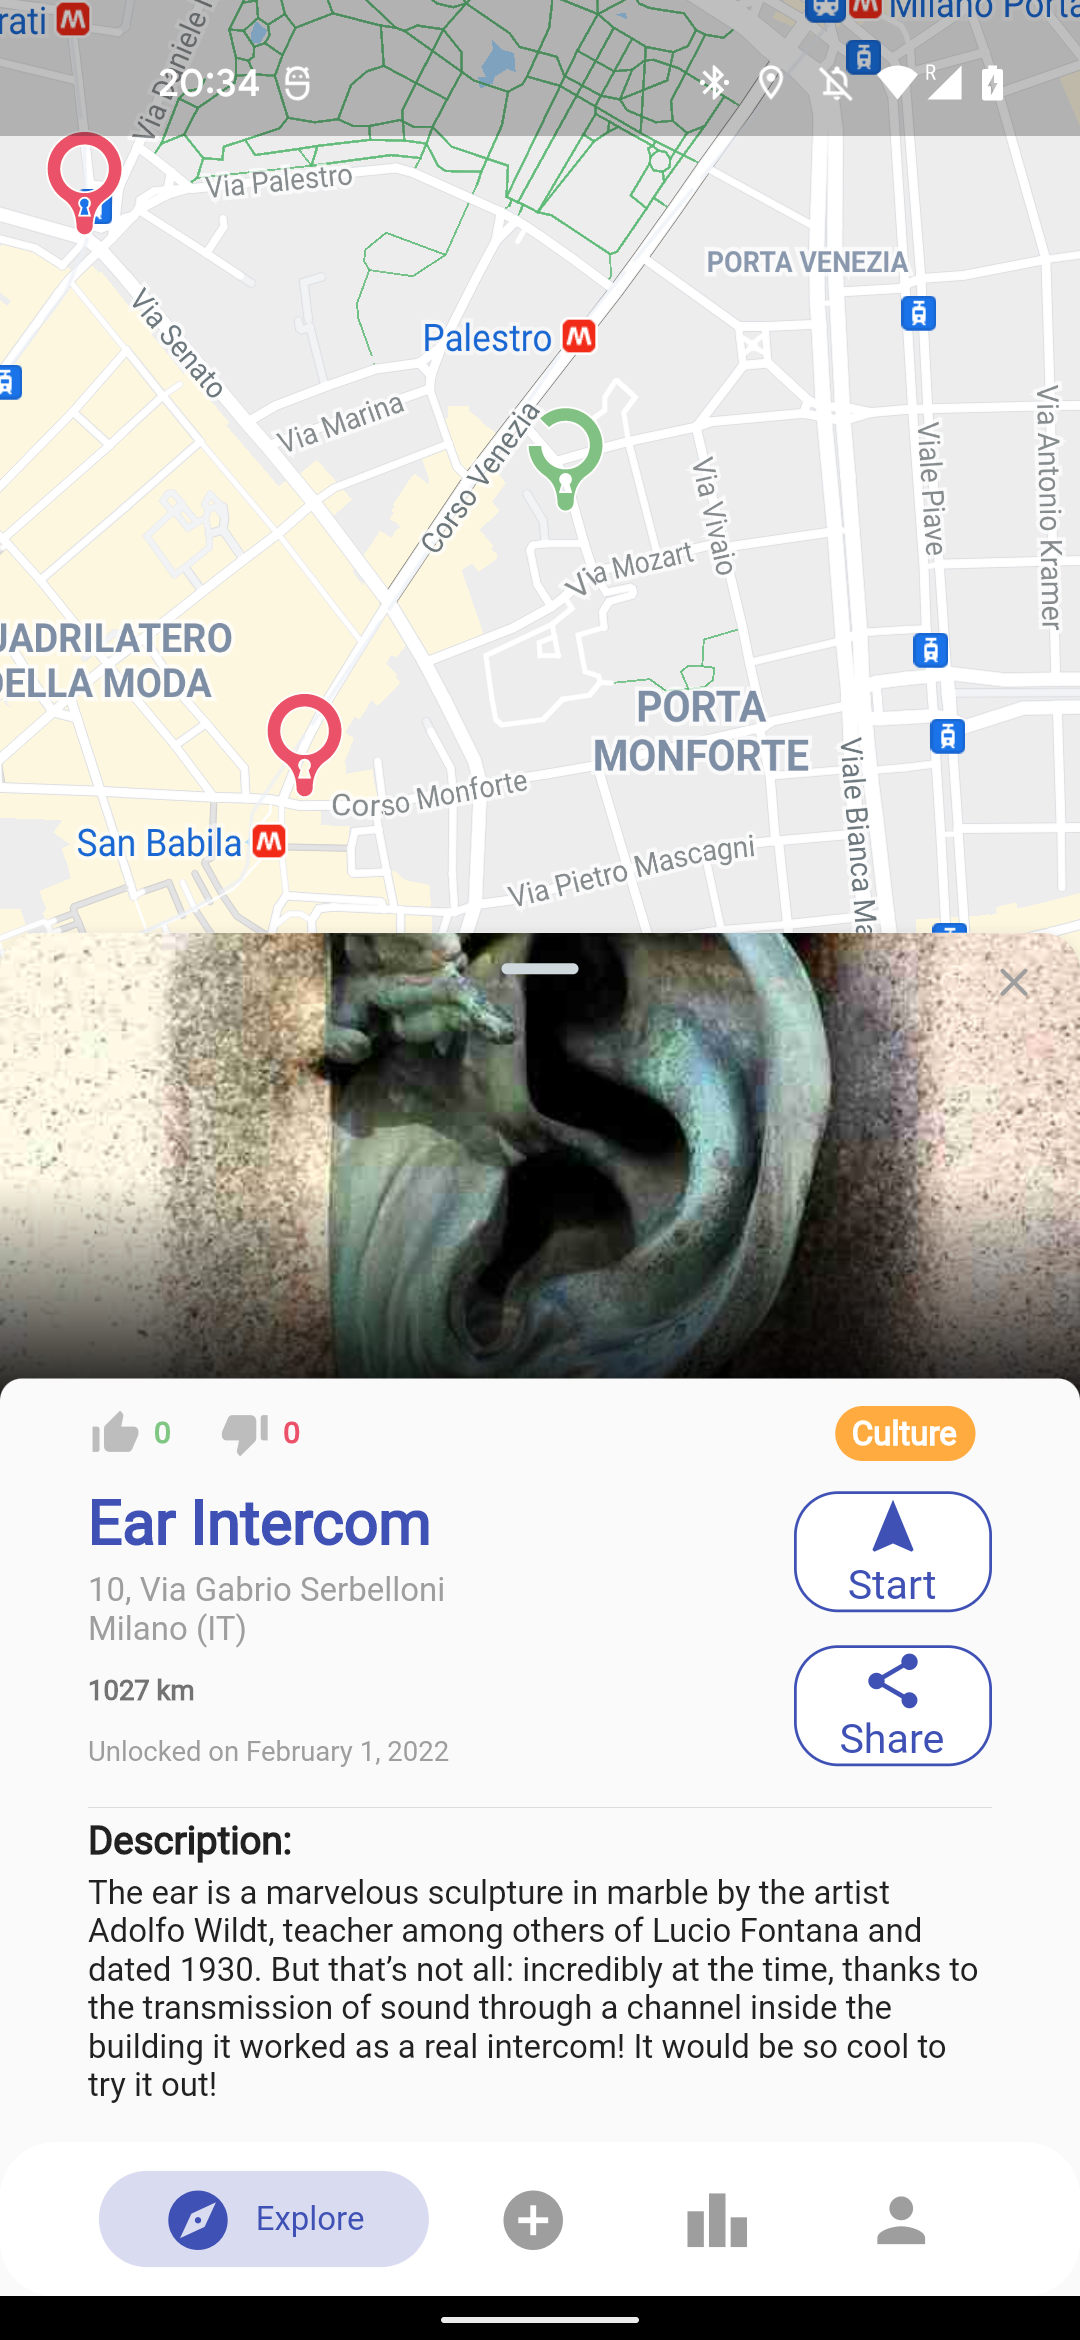 rati
Milano Porta
20:34
R
Via Daniele
Via Palestro
PORTA VENEZIA
Via Senato
Palestro
Via Marina
Corso Venezia
Via Vivaio
Viale Piave
Via Antonio Kramer
Via Mozart
UADRILATERO
DELLA MODA
PORTA
MONFORTE
Corso Monforte
San Babila
Viale Bianca Ma
Via Pietro Mascagni
0
0
Culture
Ear Intercom
Start
10, Via Gabrio Serbelloni
Milano (IT)
1027 km
Share
Unlocked on February 1, 2022
Description:
The ear is a marvelous sculpture in marble by the artist
Adolfo Wildt, teacher among others of Lucio Fontana and
dated 1930. But that’s not all: incredibly at the time, thanks to
the transmission of sound through a channel inside the
building it worked as a real intercom! It would be so cool to
try it out!
Explore